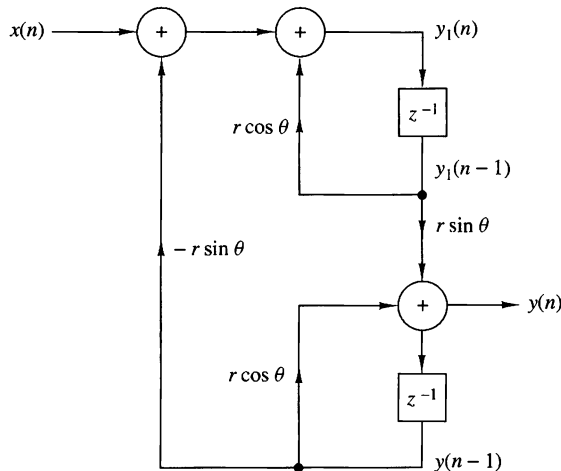 x(n)
+
+
y₁(n)
z⁻¹
r cos θ
y₁(n − 1)
r sin θ
− r sin θ
+
y(n)
r cos θ
z⁻¹
y(n − 1)